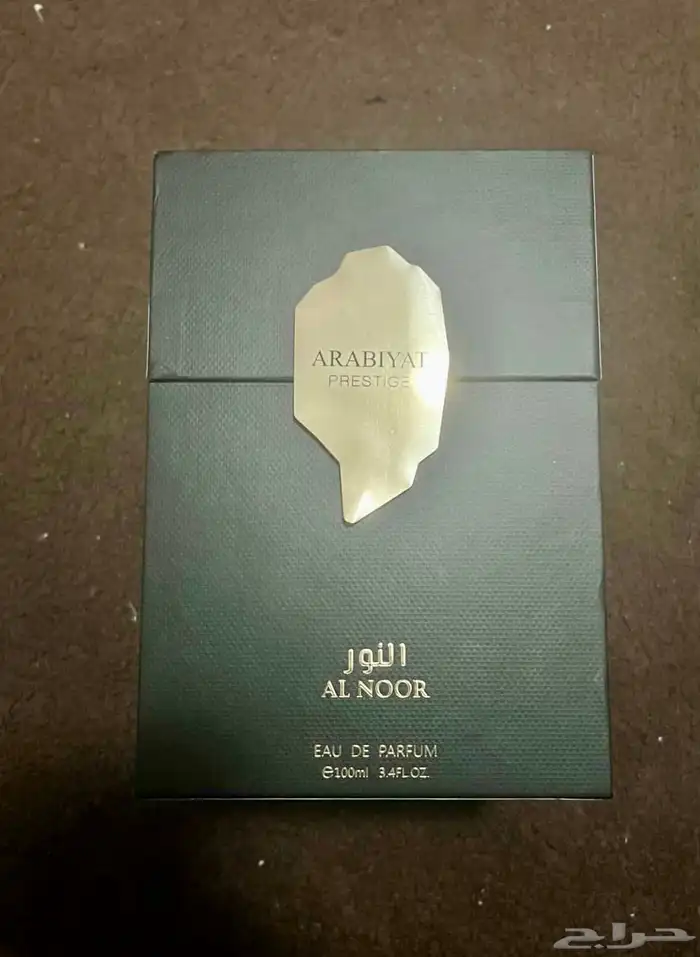 ARABIYAT
PRESTIGE
النور
AL NOOR
EAU DE PARFUM
℮100ml 3.4FL.OZ.
حراج